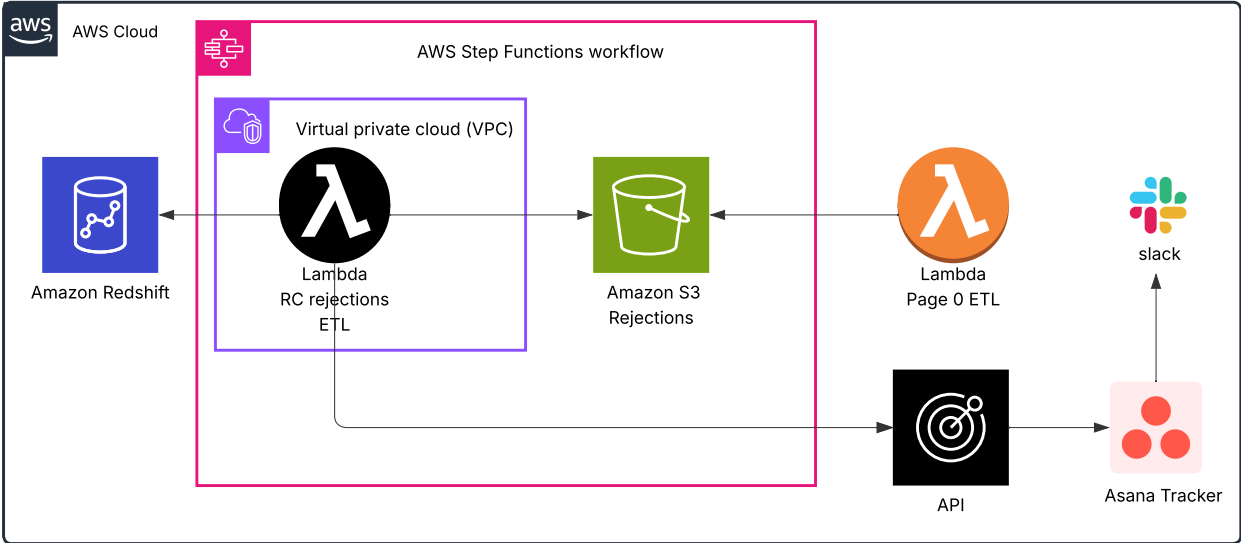 aws
AWS Cloud
AWS Step Functions workflow
Virtual private cloud (VPC)
Amazon Redshift
Lambda
RC rejections
ETL
Amazon S3
Rejections
Lambda
Page 0 ETL
slack
API
Asana Tracker